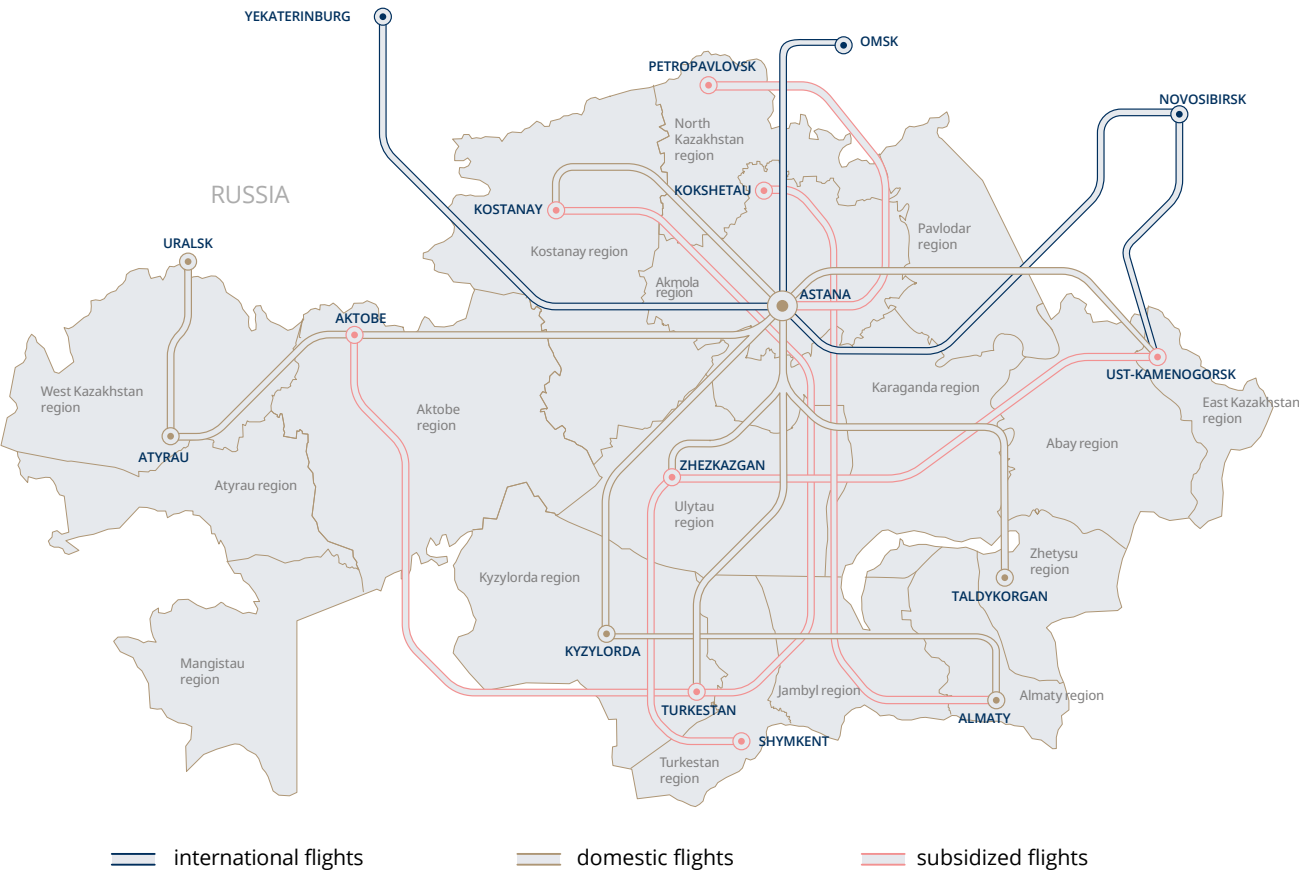 YEKATERINBURG
OMSK
PETROPAVLOVSK
NOVOSIBIRSK
North
Kazakhstan
region
RUSSIA
KOKSHETAU
KOSTANAY
URALSK
Kostanay region
Pavlodar
region
Akmola
region
ASTANA
AKTOBE
UST-KAMENOGORSK
West Kazakhstan
region
Karaganda region
East Kazakhstan
region
Aktobe
region
Abay region
ATYRAU
ZHEZKAZGAN
Atyrau region
Ulytau
region
Zhetysu
region
Kyzylorda region
TALDYKORGAN
KYZYLORDA
Mangistau
region
Jambyl region
Almaty region
TURKESTAN
ALMATY
SHYMKENT
Turkestan
region
international flights
domestic flights
subsidized flights